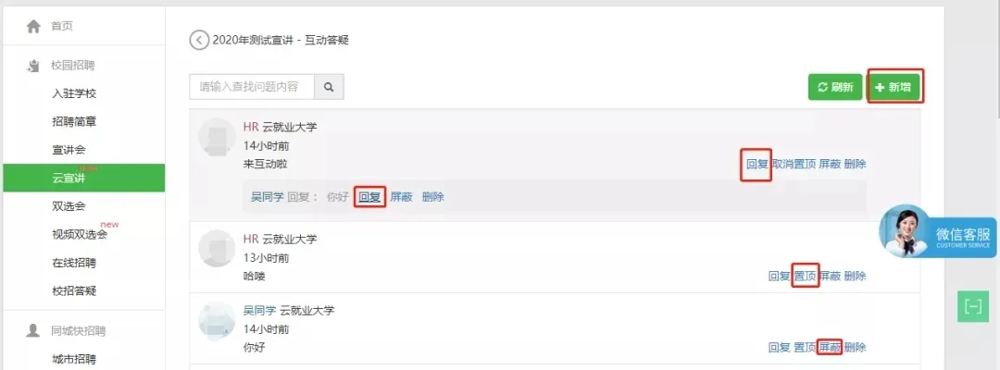 首页
校园招聘
入驻学校
招聘简章
宣讲会
云宣讲 new
双选会
视频双选会 new
在线招聘
校招答疑
同城快招聘
城市招聘
2020年测试宣讲 - 互动答疑
请输入查找问题内容
刷新 新增
HR 云就业大学
14小时前
来互动啦
回复 取消置顶 屏蔽 删除
吴同学 回复： 你好 回复 屏蔽 删除
HR 云就业大学
13小时前
哈喽
回复 置顶 屏蔽 删除
吴同学 云就业大学
14小时前
你好
回复 置顶 屏蔽 删除
微信客服
CUSTOMER SERVICE